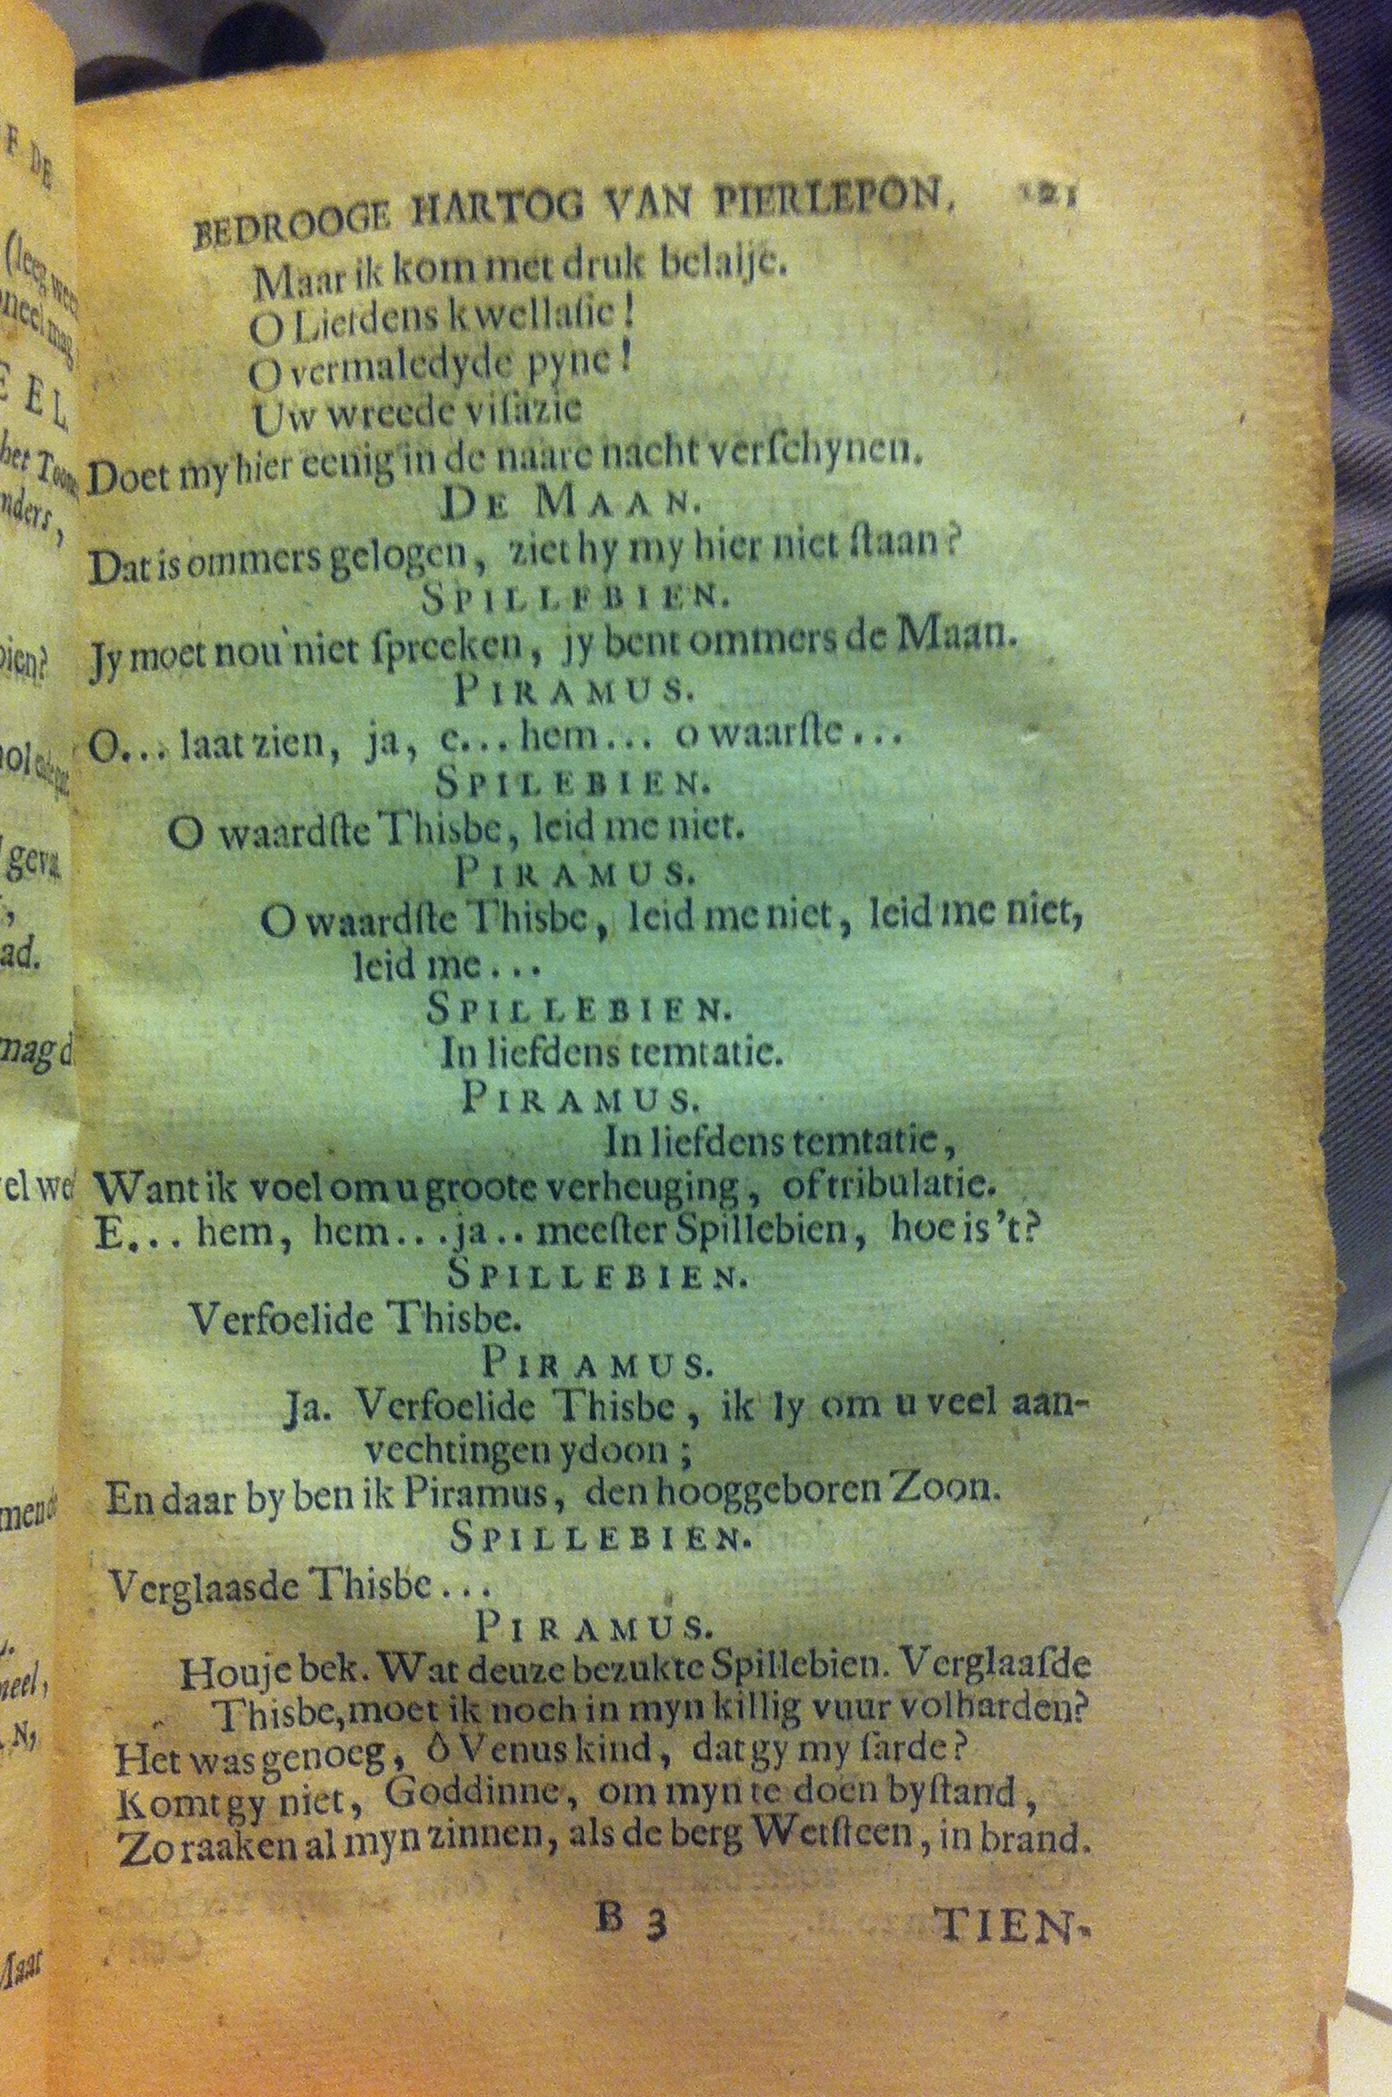 BEDROOGE HARTOG VAN PIERLEPON. 121
Maar ik kom met druk belaije.
O Liefdens kwellaſie!
O vermaledyde pyne!
Uw wreede viſazie
Doet my hier eenig in de naare nacht verſchynen.
DE MAAN.
Dat is ommers gelogen, ziet hy my hier niet ſtaan?
SPILLEBIEN.
Jy moet nou niet ſpreeken, jy bent ommers de Maan.
PIRAMUS.
O... laat zien, ja, e... hem... o waarſte...
SPILEBIEN.
O waardſte Thisbe, leid me niet.
PIRAMUS.
O waardſte Thisbe, leid me niet, leid me niet,
leid me...
SPILLEBIEN.
In liefdens temtatie.
PIRAMUS.
In liefdens temtatie,
Want ik voel om u groote verheuging, of tribulatie.
E... hem, hem... ja.. meeſter Spillebien, hoe is 't?
SPILLEBIEN.
Verfoelide Thisbe.
PIRAMUS.
Ja. Verfoelide Thisbe, ik ly om u veel aan-
vechtingen ydoon;
En daar by ben ik Piramus, den hooggeboren Zoon.
SPILLEBIEN.
Verglaasde Thisbe...
PIRAMUS.
Hou je bek. Wat deuze bezukte Spillebien. Verglaaſde
Thisbe, moet ik noch in myn killig vuur volharden?
Het was genoeg, ô Venus kind, dat gy my ſarde?
Komt gy niet, Goddinne, om myn te doen byſtand,
Zo raaken al myn zinnen, als de berg Wetſteen, in brand.
B 3 TIEN-